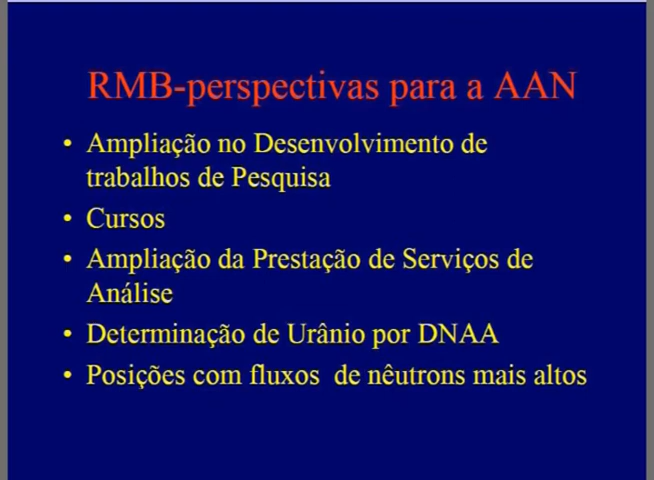 RMB-perspectivas para a AAN
• Ampliação no Desenvolvimento de
trabalhos de Pesquisa
• Cursos
• Ampliação da Prestação de Serviços de
Análise
• Determinação de Urânio por DNAA
• Posições com fluxos de nêutrons mais altos